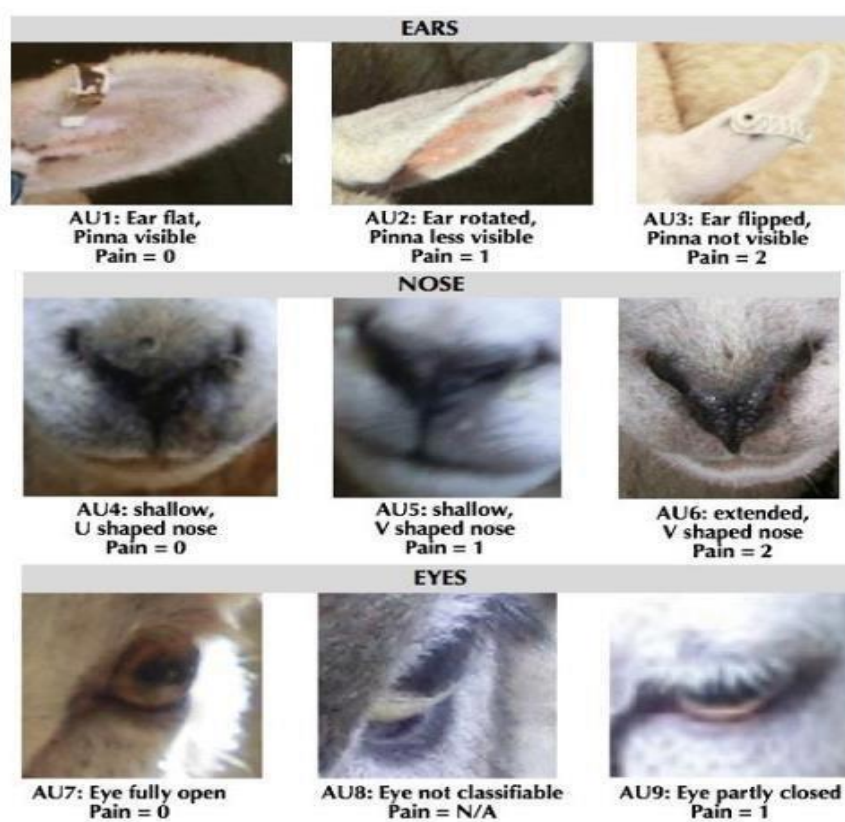 EARS
AU1: Ear flat,
Pinna visible
Pain = 0
AU2: Ear rotated,
Pinna less visible
Pain = 1
AU3: Ear flipped,
Pinna not visible
Pain = 2
NOSE
AU4: shallow,
U shaped nose
Pain = 0
AU5: shallow,
V shaped nose
Pain = 1
AU6: extended,
V shaped nose
Pain = 2
EYES
AU7: Eye fully open
Pain = 0
AU8: Eye not classifiable
Pain = N/A
AU9: Eye partly closed
Pain = 1